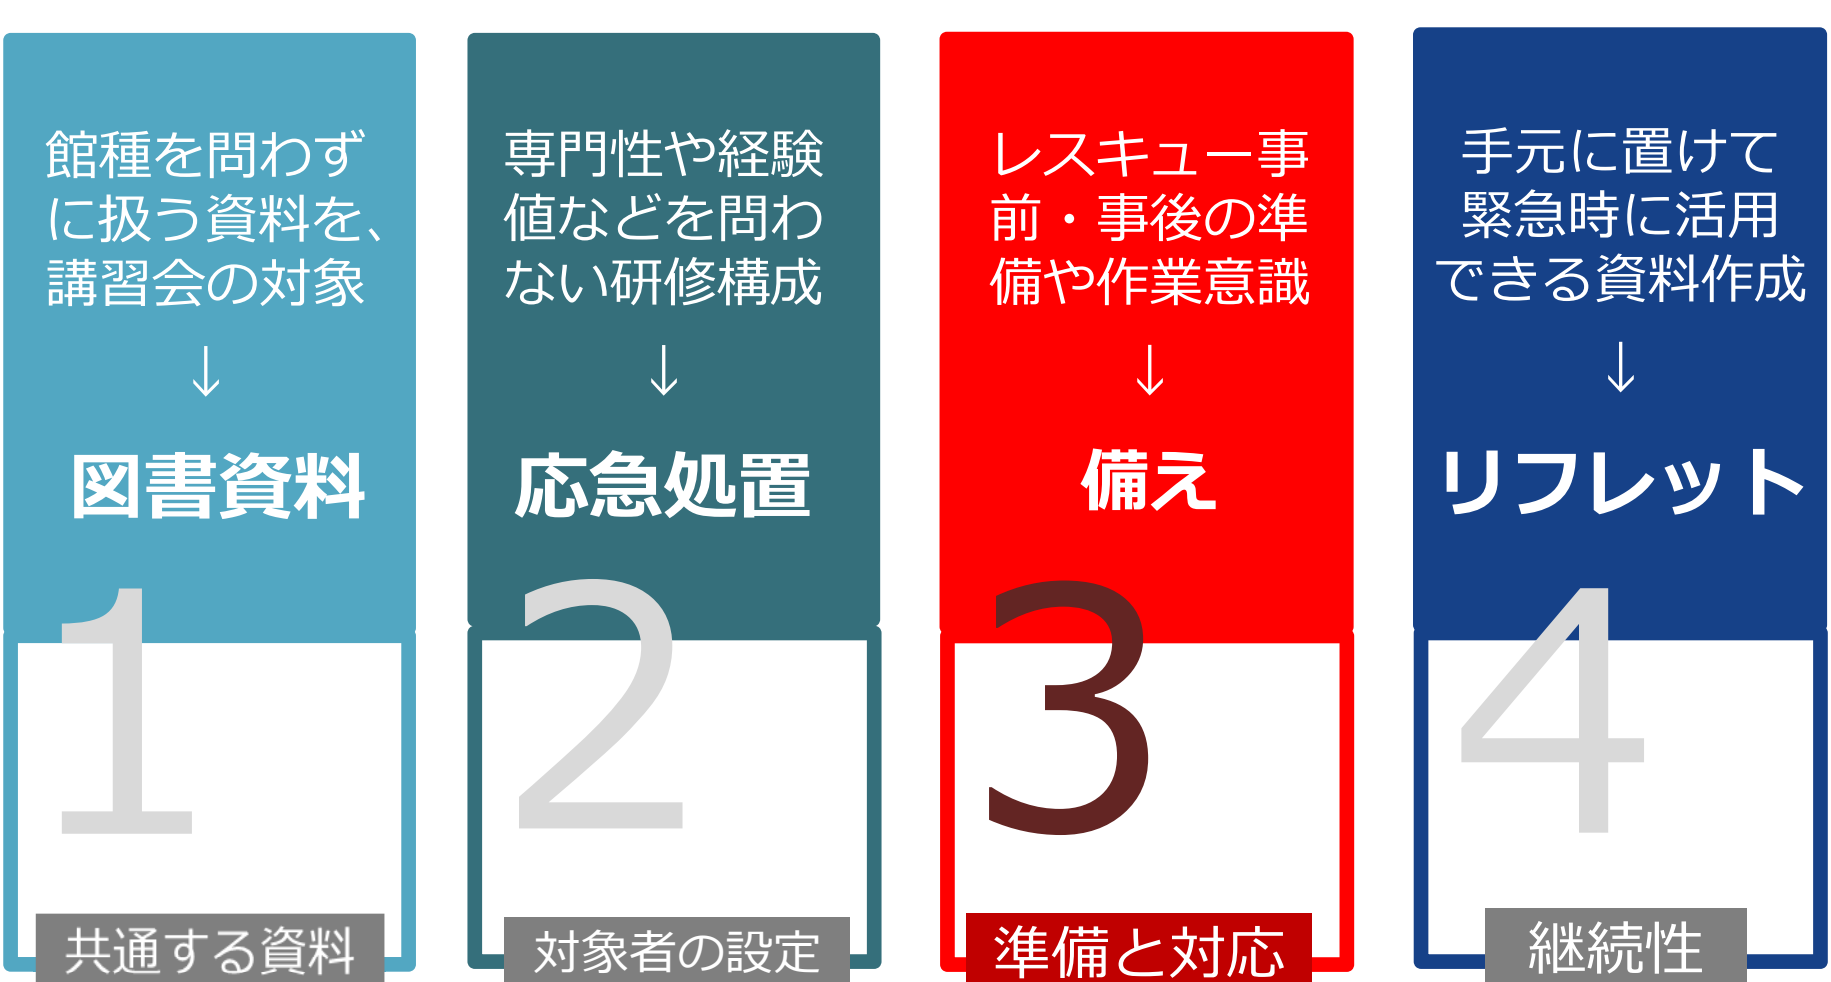 館種を問わず
に扱う資料を、
講習会の対象
↓
図書資料
1
共通する資料
専門性や経験
値などを問わ
ない研修構成
↓
応急処置
2
対象者の設定
レスキュー事
前・事後の準
備や作業意識
↓
備え
3
準備と対応
手元に置けて
緊急時に活用
できる資料作成
↓
リフレット
4
継続性